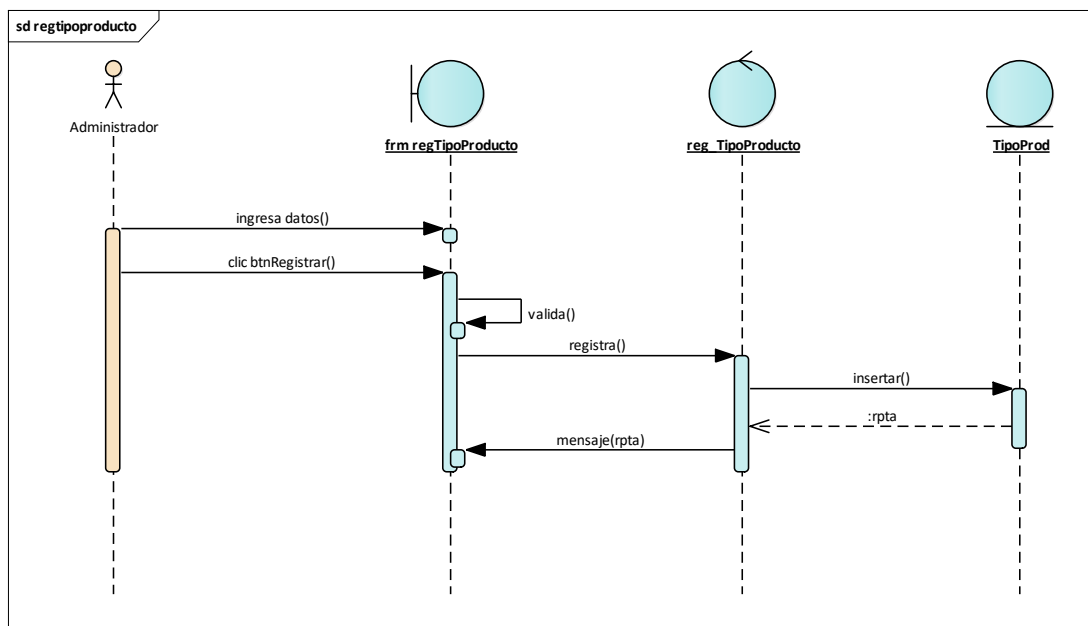 sd regtipoproducto
Administrador
frm regTipoProducto
reg_TipoProducto
TipoProd
ingresa datos()
clic btnRegistrar()
valida()
registra()
insertar()
:rpta
mensaje(rpta)